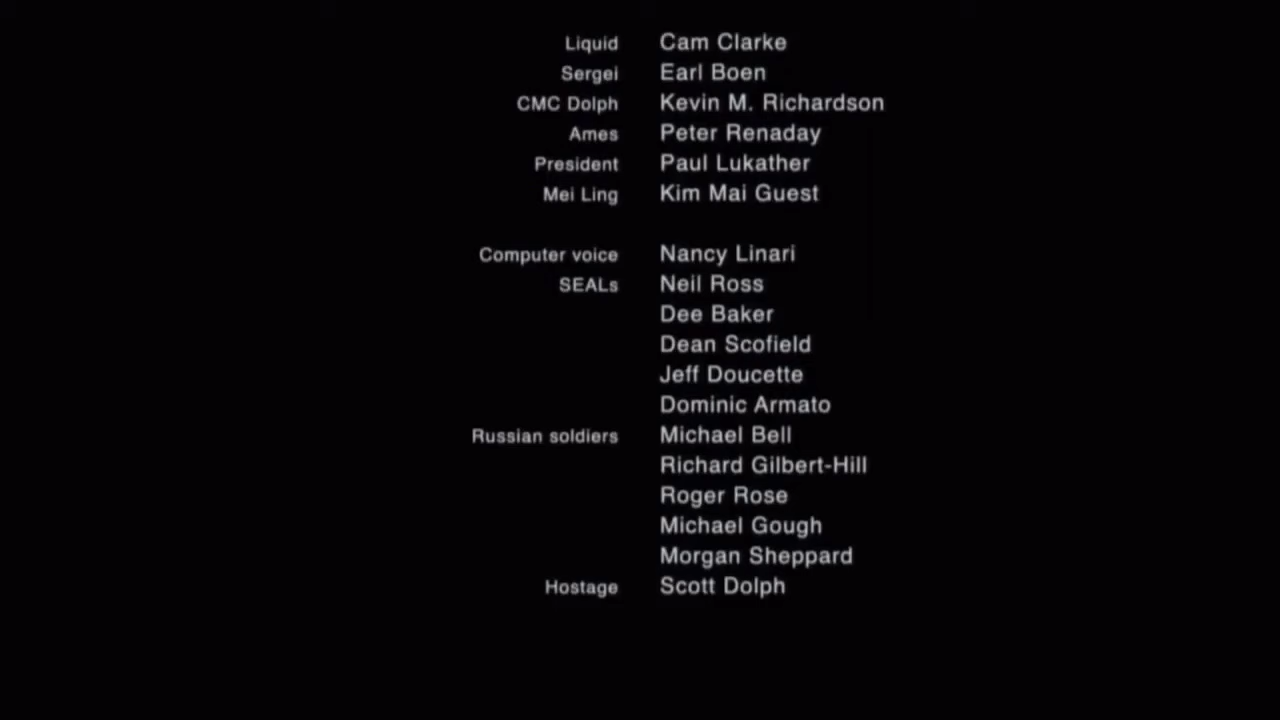 Liquid Cam Clarke
Sergei Earl Boen
CMC Dolph Kevin M. Richardson
Ames Peter Renaday
President Paul Lukather
Mei Ling Kim Mai Guest
Computer voice Nancy Linari
SEALs Neil Ross
Dee Baker
Dean Scofield
Jeff Doucette
Dominic Armato
Russian soldiers Michael Bell
Richard Gilbert-Hill
Roger Rose
Michael Gough
Morgan Sheppard
Hostage Scott Dolph